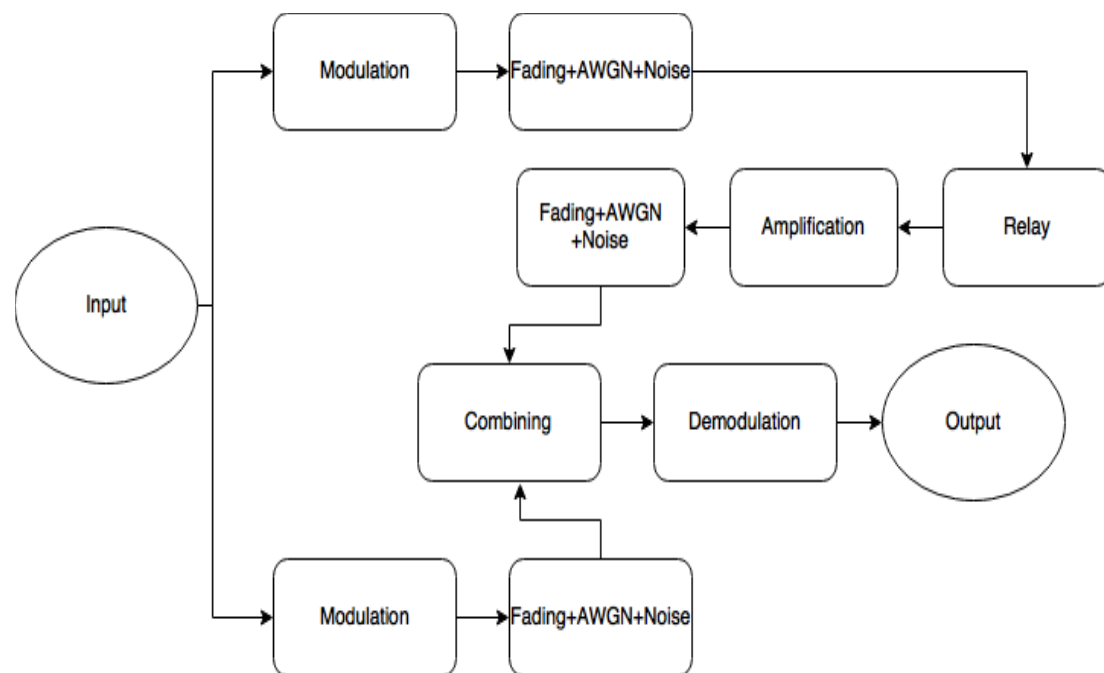 Modulation
Fading+AWGN+Noise
Fading+AWGN
+Noise
Amplification
Relay
Input
Combining
Demodulation
Output
Modulation
Fading+AWGN+Noise